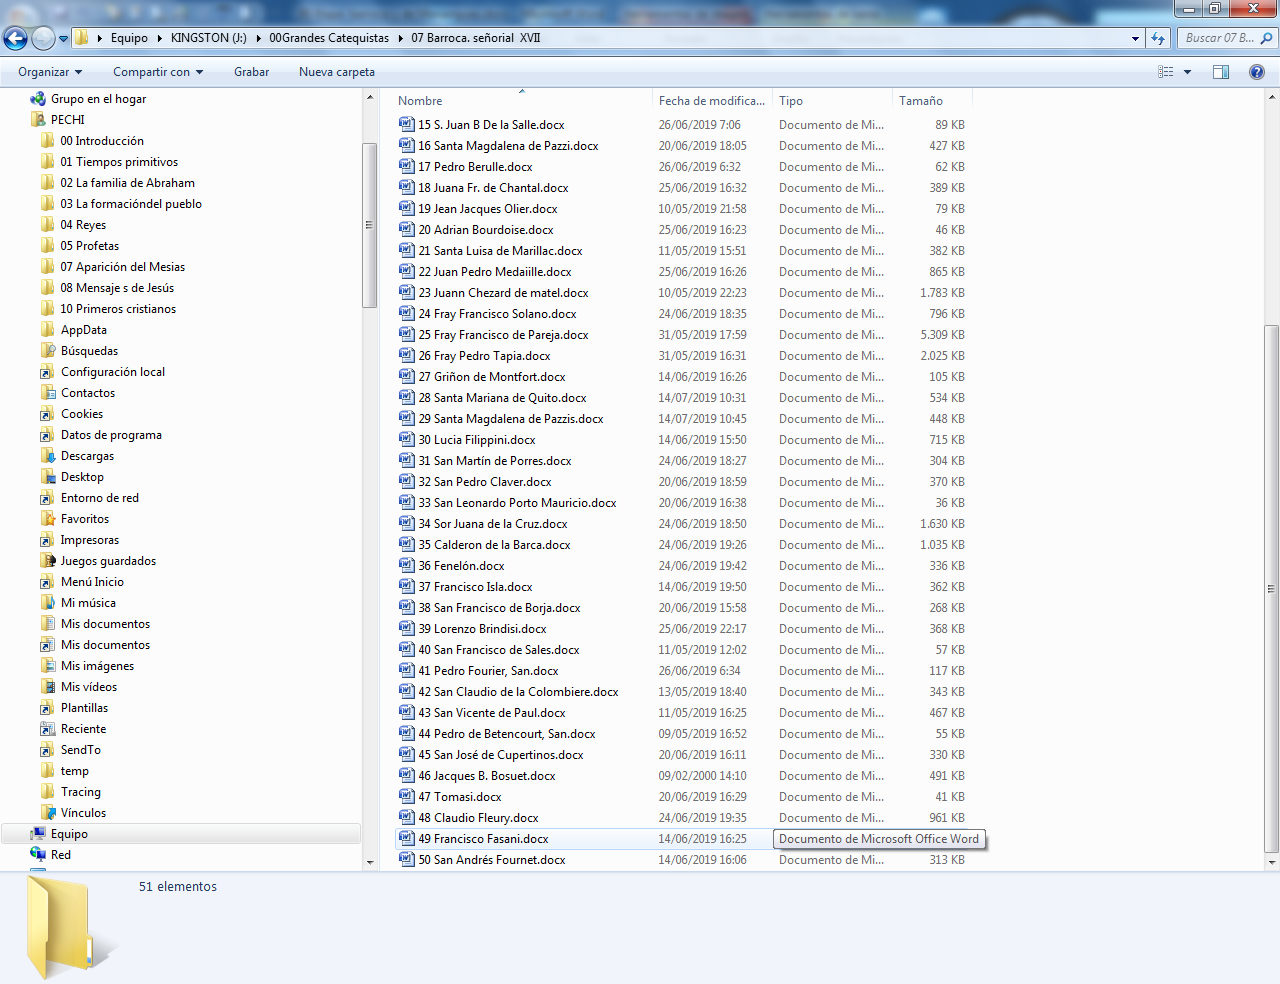 Equipo ▸ KINGSTON (J:) ▸ 00Grandes Catequistas ▸ 07 Barroca. señorial XVII
Buscar 07 B...
Organizar Compartir con Grabar Nueva carpeta
Grupo en el hogar
PECHI
00 Introducción
01 Tiempos primitivos
02 La familia de Abraham
03 La formacióndel pueblo
04 Reyes
05 Profetas
07 Aparición del Mesias
08 Mensaje s de Jesús
10 Primeros cristianos
AppData
Búsquedas
Configuración local
Contactos
Cookies
Datos de programa
Descargas
Desktop
Entorno de red
Favoritos
Impresoras
Juegos guardados
Menú Inicio
Mi música
Mis documentos
Mis documentos
Mis imágenes
Mis vídeos
Plantillas
Reciente
SendTo
temp
Tracing
Vínculos
Equipo
Red
Nombre Fecha de modifica... Tipo Tamaño
15 S. Juan B De la Salle.docx 26/06/2019 7:06 Documento de Mi... 89 KB
16 Santa Magdalena de Pazzi.docx 20/06/2019 18:05 Documento de Mi... 427 KB
17 Pedro Berulle.docx 26/06/2019 6:32 Documento de Mi... 62 KB
18 Juana Fr. de Chantal.docx 25/06/2019 16:32 Documento de Mi... 389 KB
19 Jean Jacques Olier.docx 10/05/2019 21:58 Documento de Mi... 79 KB
20 Adrian Bourdoise.docx 25/06/2019 16:23 Documento de Mi... 46 KB
21 Santa Luisa de Marillac.docx 11/05/2019 15:51 Documento de Mi... 382 KB
22 Juan Pedro Medaiille.docx 25/06/2019 16:26 Documento de Mi... 865 KB
23 Juann Chezard de matel.docx 10/05/2019 22:23 Documento de Mi... 1.783 KB
24 Fray Francisco Solano.docx 24/06/2019 18:35 Documento de Mi... 796 KB
25 Fray Francisco de Pareja.docx 31/05/2019 17:59 Documento de Mi... 5.309 KB
26 Fray Pedro Tapia.docx 31/05/2019 16:31 Documento de Mi... 2.025 KB
27 Griñon de Montfort.docx 14/06/2019 16:26 Documento de Mi... 105 KB
28 Santa Mariana de Quito.docx 14/07/2019 10:31 Documento de Mi... 534 KB
29 Santa Magdalena de Pazzis.docx 14/07/2019 10:45 Documento de Mi... 448 KB
30 Lucia Filippini.docx 14/06/2019 15:50 Documento de Mi... 715 KB
31 San Martín de Porres.docx 24/06/2019 18:27 Documento de Mi... 304 KB
32 San Pedro Claver.docx 20/06/2019 18:59 Documento de Mi... 370 KB
33 San Leonardo Porto Mauricio.docx 20/06/2019 16:38 Documento de Mi... 36 KB
34 Sor Juana de la Cruz.docx 24/06/2019 18:50 Documento de Mi... 1.630 KB
35 Calderon de la Barca.docx 24/06/2019 19:26 Documento de Mi... 1.035 KB
36 Fenelón.docx 24/06/2019 19:42 Documento de Mi... 336 KB
37 Francisco Isla.docx 14/06/2019 19:50 Documento de Mi... 362 KB
38 San Francisco de Borja.docx 20/06/2019 15:58 Documento de Mi... 268 KB
39 Lorenzo Brindisi.docx 25/06/2019 22:17 Documento de Mi... 368 KB
40 San Francisco de Sales.docx 11/05/2019 12:02 Documento de Mi... 57 KB
41 Pedro Fourier, San.docx 26/06/2019 6:34 Documento de Mi... 117 KB
42 San Claudio de la Colombiere.docx 13/05/2019 18:40 Documento de Mi... 343 KB
43 San Vicente de Paul.docx 11/05/2019 16:25 Documento de Mi... 467 KB
44 Pedro de Betencourt, San.docx 09/05/2019 16:52 Documento de Mi... 55 KB
45 San José de Cupertinos.docx 20/06/2019 16:11 Documento de Mi... 330 KB
46 Jacques B. Bosuet.docx 09/02/2000 14:10 Documento de Mi... 491 KB
47 Tomasi.docx 20/06/2019 16:29 Documento de Mi... 41 KB
48 Claudio Fleury.docx 24/06/2019 19:35 Documento de Mi... 961 KB
49 Francisco Fasani.docx 14/06/2019 16:25 Documento de Microsoft Office Word
50 San Andrés Fournet.docx 14/06/2019 16:06 Documento de Mi... 313 KB
51 elementos